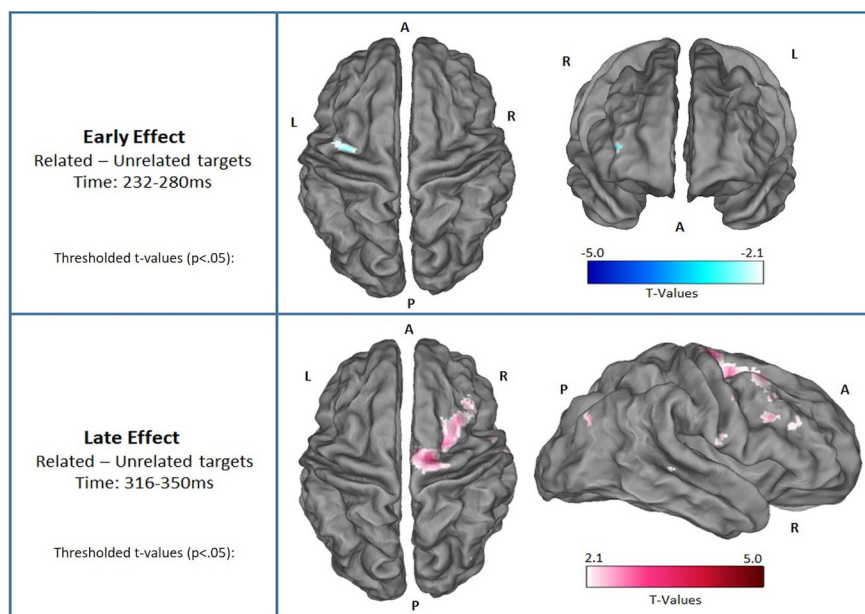 Early Effect
Related – Unrelated targets
Time: 232-280ms
Thresholded t-values (p<.05):
A
L
R
P
R
L
A
-5.0
-2.1
T-Values
Late Effect
Related – Unrelated targets
Time: 316-350ms
Thresholded t-values (p<.05):
A
L
R
P
P
A
R
2.1
5.0
T-Values